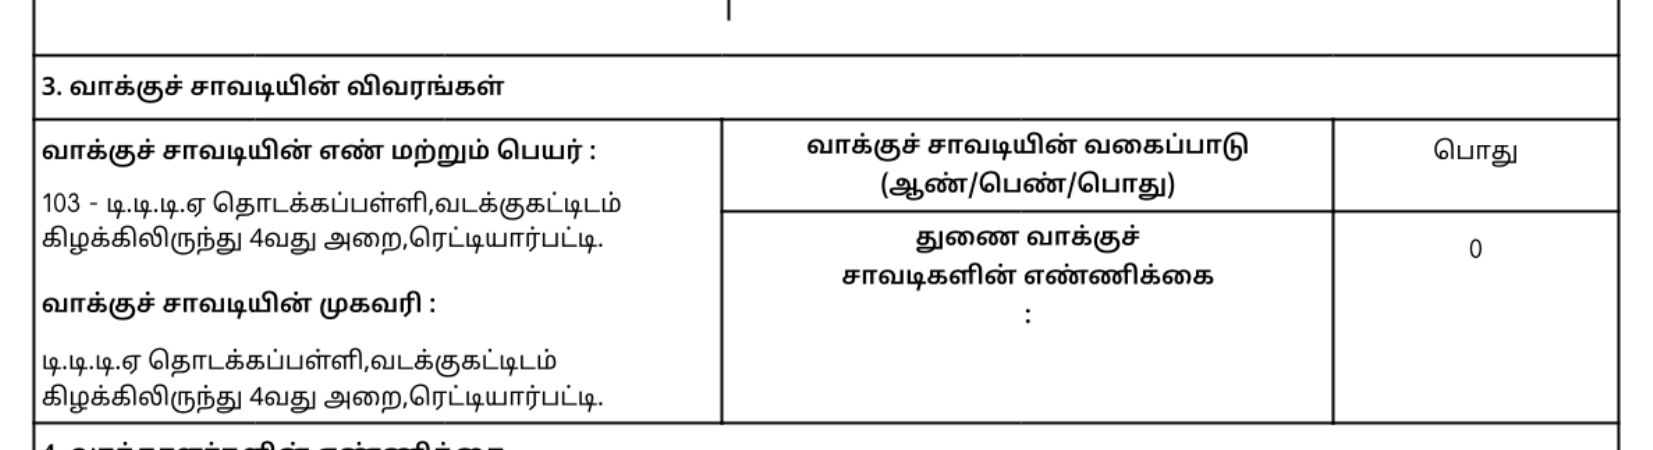 3. வாக்குச் சாவடியின் விவரங்கள்
வாக்குச் சாவடியின் எண் மற்றும் பெயர் :
103 - டி.டி.டி.ஏ தொடக்கப்பள்ளி,வடக்குகட்டிடம்
கிழக்கிலிருந்து 4வது அறை,ரெட்டியார்பட்டி.
வாக்குச் சாவடியின் முகவரி :
டி.டி.டி.ஏ தொடக்கப்பள்ளி,வடக்குகட்டிடம்
கிழக்கிலிருந்து 4வது அறை,ரெட்டியார்பட்டி.
வாக்குச் சாவடியின் வகைப்பாடு
(ஆண்/பெண்/பொது)
பொது
துணை வாக்குச்
சாவடிகளின் எண்ணிக்கை
:
0